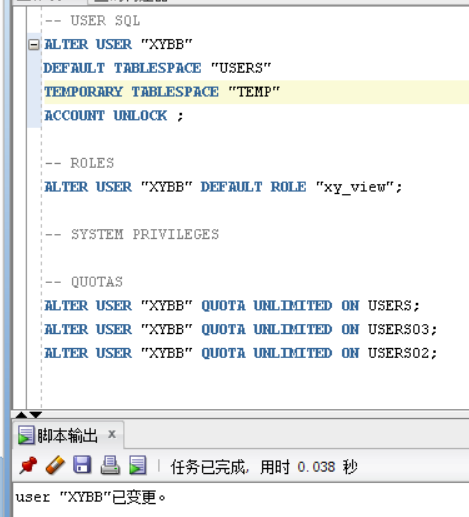 -- USER SQL
ALTER USER "XYBB"
DEFAULT TABLESPACE "USERS"
TEMPORARY TABLESPACE "TEMP"
ACCOUNT UNLOCK ;
-- ROLES
ALTER USER "XYBB" DEFAULT ROLE "xy_view";
-- SYSTEM PRIVILEGES
-- QUOTAS
ALTER USER "XYBB" QUOTA UNLIMITED ON USERS;
ALTER USER "XYBB" QUOTA UNLIMITED ON USERS03;
ALTER USER "XYBB" QUOTA UNLIMITED ON USERS02;
脚本输出 x
任务已完成, 用时 0.038 秒
user "XYBB"已变更。